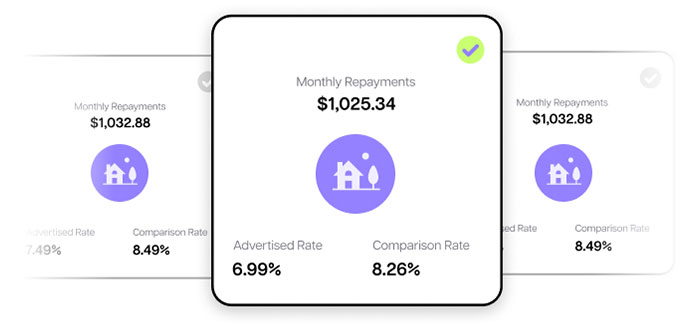 Monthly Repayments
$1,032.88
Advertised Rate
7.49%
Comparison Rate
8.49%
Monthly Repayments
$1,025.34
Advertised Rate
6.99%
Comparison Rate
8.26%
Monthly Repayments
$1,032.88
Rate
Comparison Rate
8.49%